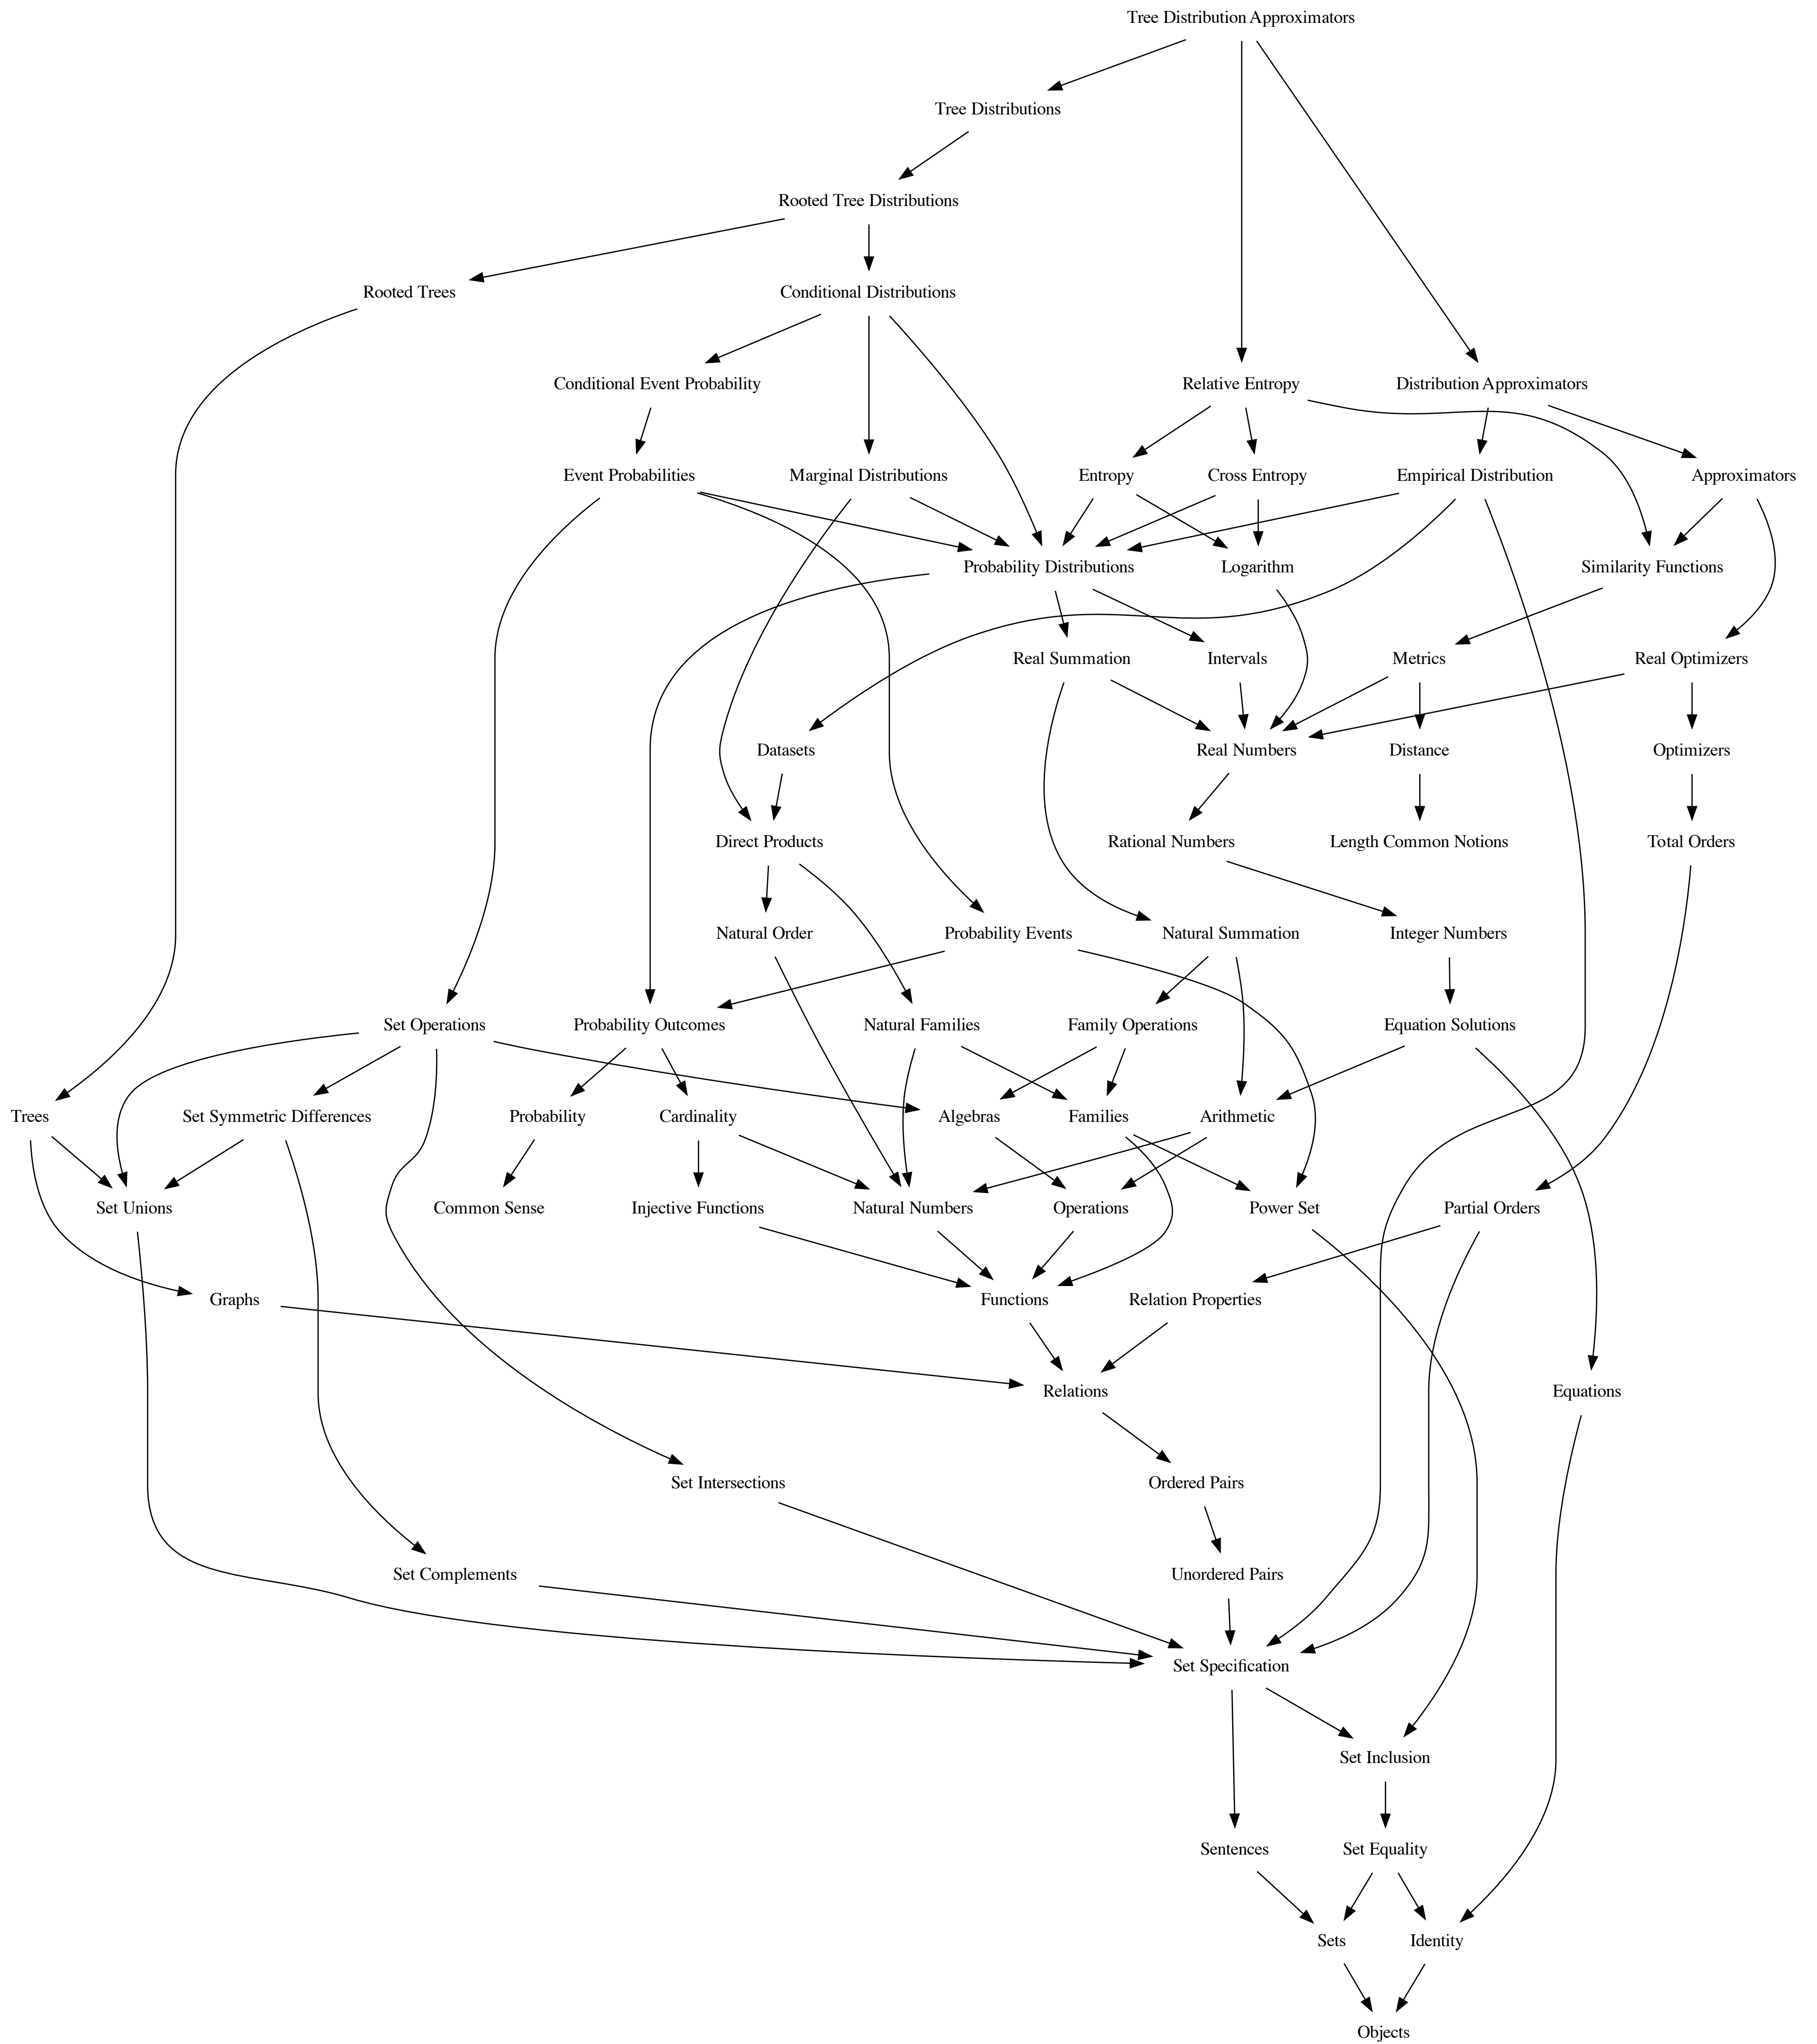 Tree Distribution Approximators
Tree Distributions
Rooted Tree Distributions
Rooted Trees
Conditional Distributions
Conditional Event Probability
Relative Entropy
Distribution Approximators
Event Probabilities
Marginal Distributions
Entropy
Cross Entropy
Empirical Distribution
Approximators
Probability Distributions
Logarithm
Similarity Functions
Real Summation
Intervals
Metrics
Real Optimizers
Datasets
Real Numbers
Distance
Optimizers
Direct Products
Rational Numbers
Length Common Notions
Total Orders
Natural Order
Probability Events
Natural Summation
Integer Numbers
Set Operations
Probability Outcomes
Natural Families
Family Operations
Equation Solutions
Trees
Set Symmetric Differences
Probability
Cardinality
Algebras
Families
Arithmetic
Set Unions
Common Sense
Injective Functions
Natural Numbers
Operations
Power Set
Partial Orders
Graphs
Functions
Relation Properties
Relations
Equations
Set Intersections
Ordered Pairs
Set Complements
Unordered Pairs
Set Specification
Set Inclusion
Sentences
Set Equality
Sets
Identity
Objects